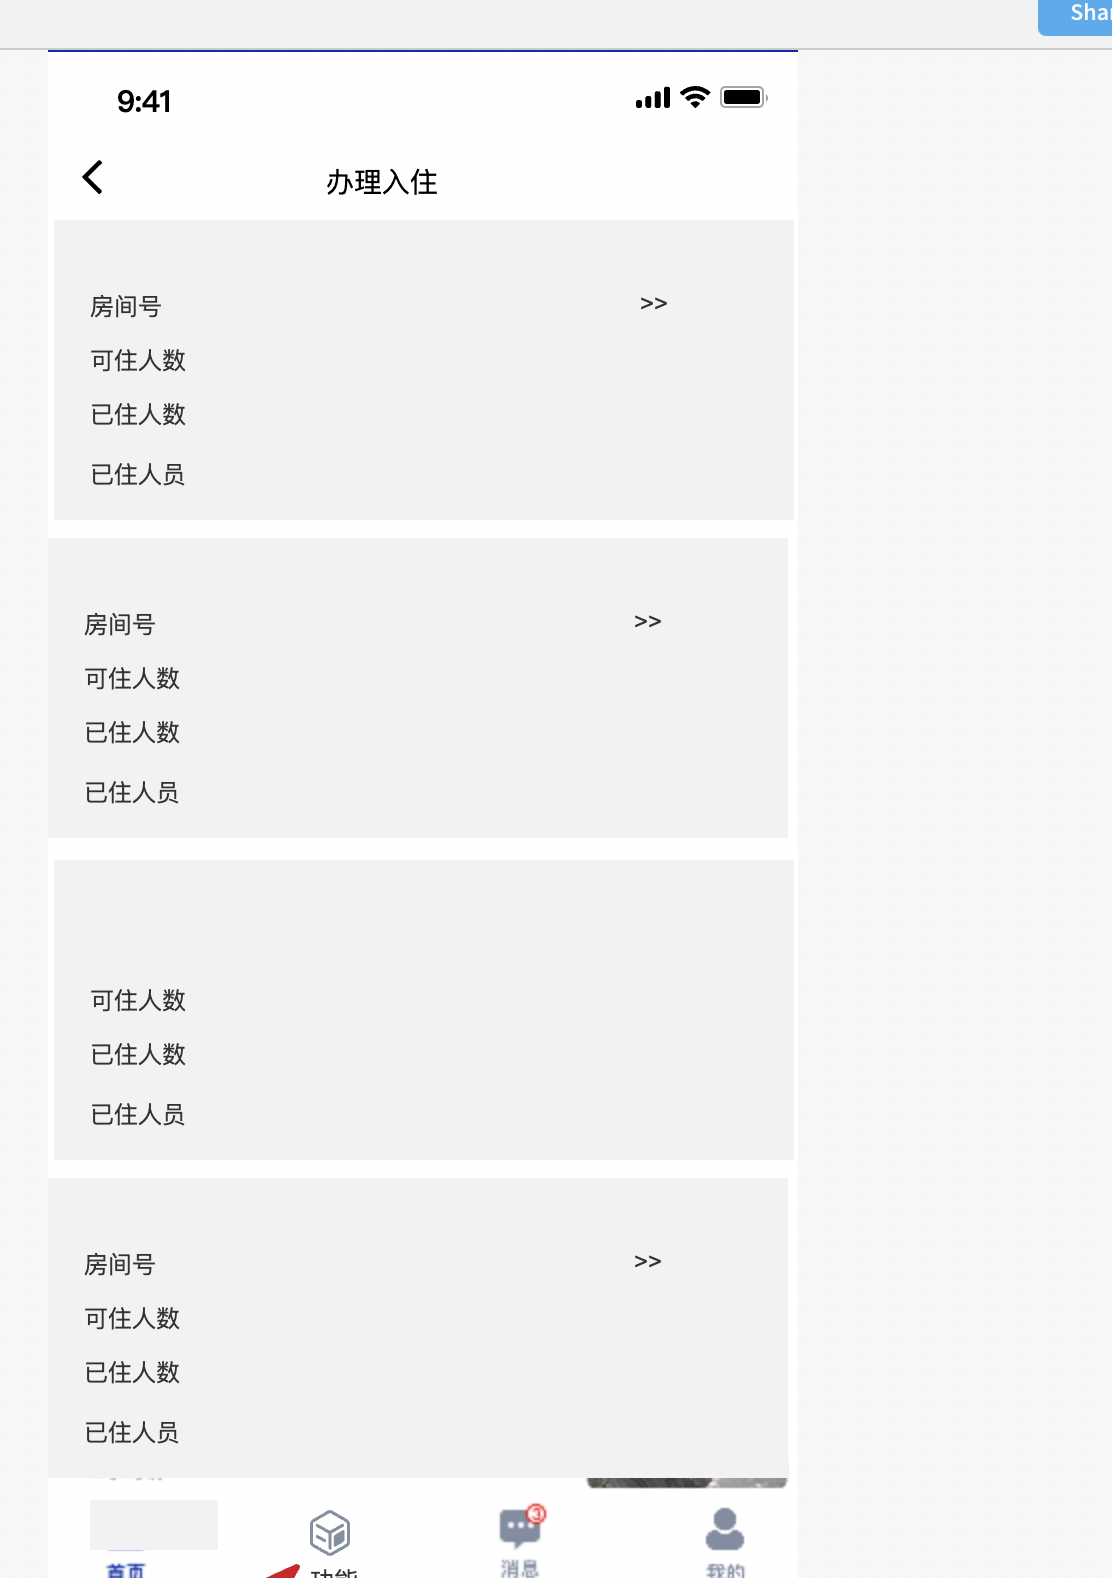 9:41
办理入住
房间号 >>
可住人数
已住人数
已住人员
房间号 >>
可住人数
已住人数
已住人员
可住人数
已住人数
已住人员
房间号 >>
可住人数
已住人数
已住人员
首页 功能 消息 我的